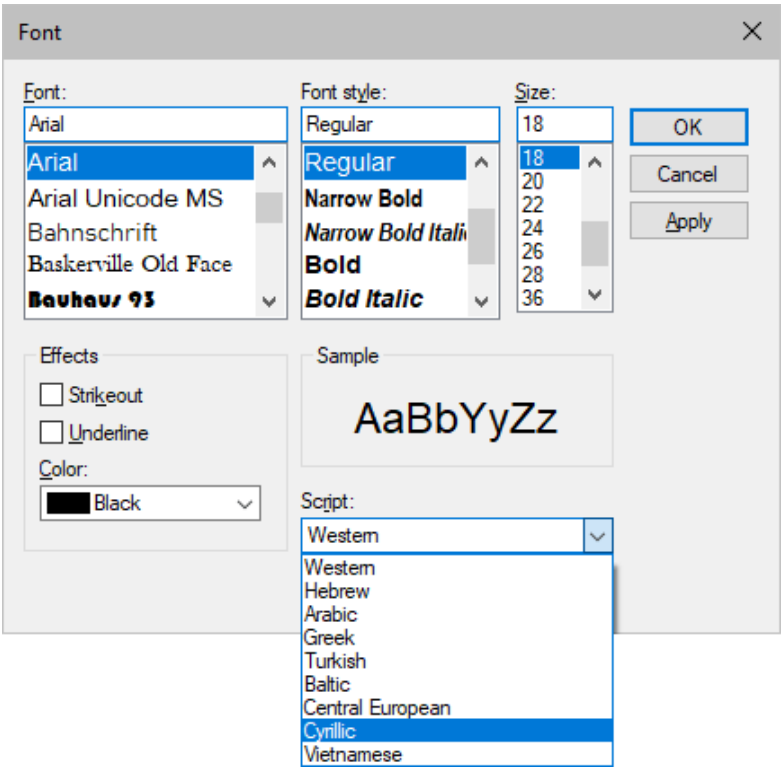 Font
Font:
Arial
Arial
Arial Unicode MS
Bahnschrift
Baskerville Old Face
Bauhaus 93
Font style:
Regular
Regular
Narrow Bold
Narrow Bold Itali
Bold
Bold Italic
Size:
18
18
20
22
24
26
28
36
OK
Cancel
Apply
Effects
Strikeout
Underline
Color:
Black
Sample
AaBbYyZz
Script:
Western
Western
Hebrew
Arabic
Greek
Turkish
Baltic
Central European
Cyrillic
Vietnamese